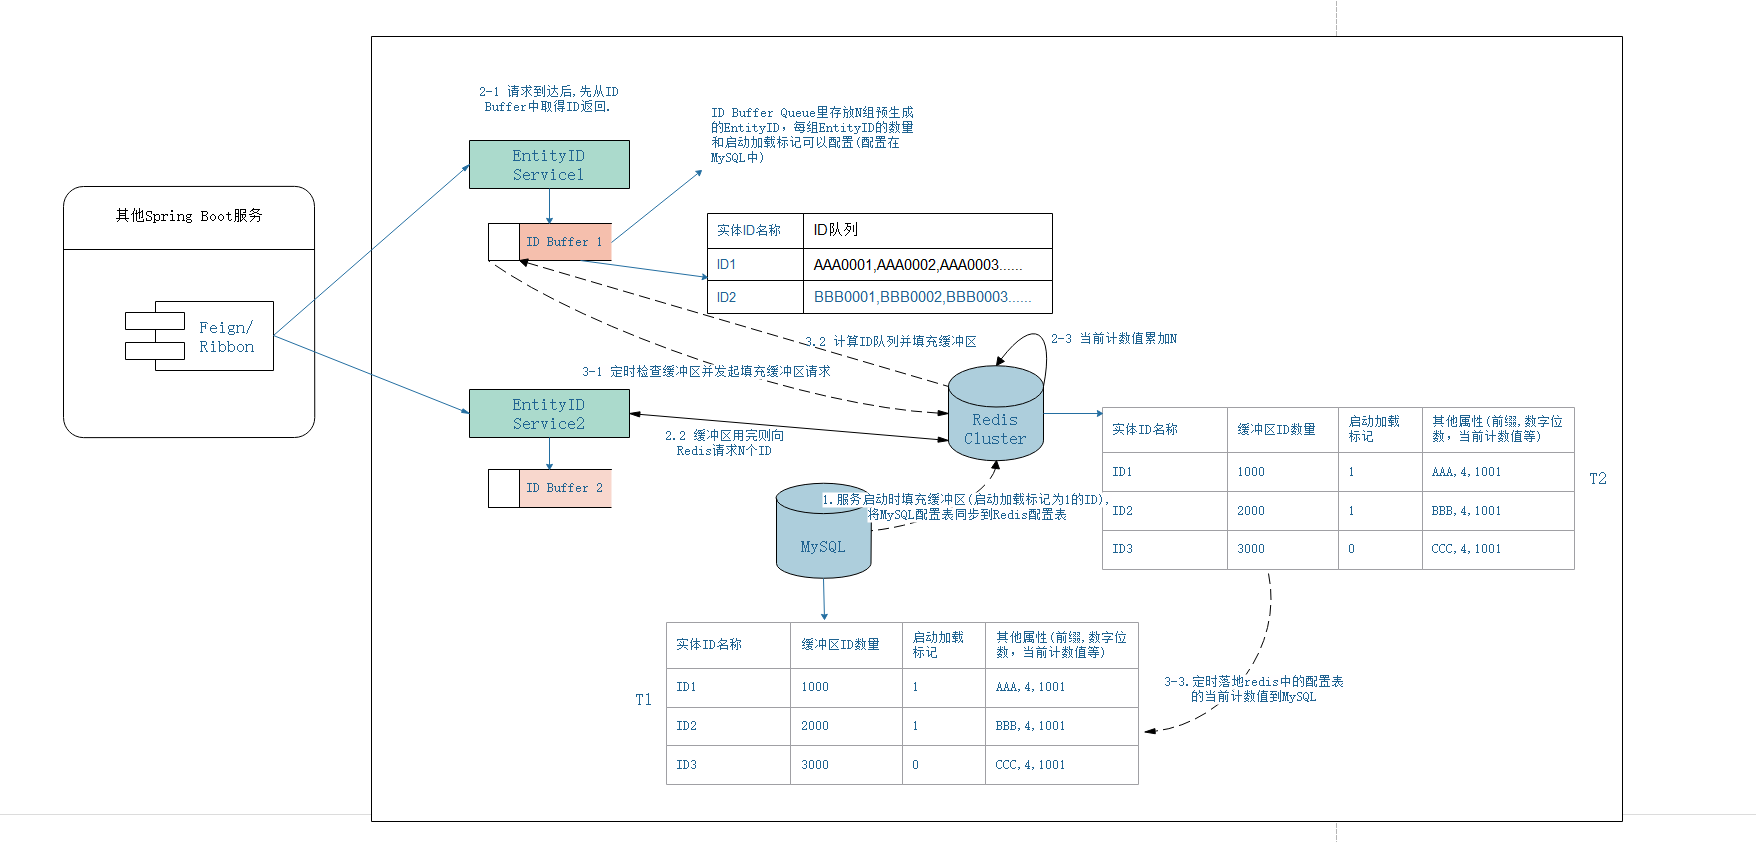 2-1 请求到达后,先从ID
Buffer中取得ID返回.
ID Buffer Queue里存放N组预生成
的EntityID，每组EntityID的数量
和启动加载标记可以配置(配置在
MySQL中)
EntityID
Service1
其他Spring Boot服务
ID Buffer 1
实体ID名称
ID队列
ID1
AAA0001,AAA0002,AAA0003......
ID2
BBB0001,BBB0002,BBB0003......
Feign/
Ribbon
3.2 计算ID队列并填充缓冲区
2-3 当前计数值累加N
3-1 定时检查缓冲区并发起填充缓冲区请求
EntityID
Service2
Redis
Cluster
2.2 缓冲区用完则向
Redis请求N个ID
ID Buffer 2
实体ID名称
缓冲区ID数量
启动加载
标记
其他属性(前缀,数字位
数，当前计数值等)
ID1
1000
1
AAA,4,1001
ID2
2000
1
BBB,4,1001
ID3
3000
0
CCC,4,1001
T2
1.服务启动时填充缓冲区(启动加载标记为1的ID),
将MySQL配置表同步到Redis配置表
MySQL
实体ID名称
缓冲区ID数量
启动加载
标记
其他属性(前缀,数字位
数，当前计数值等)
ID1
1000
1
AAA,4,1001
ID2
2000
1
BBB,4,1001
ID3
3000
0
CCC,4,1001
T1
3-3.定时落地redis中的配置表
的当前计数值到MySQL